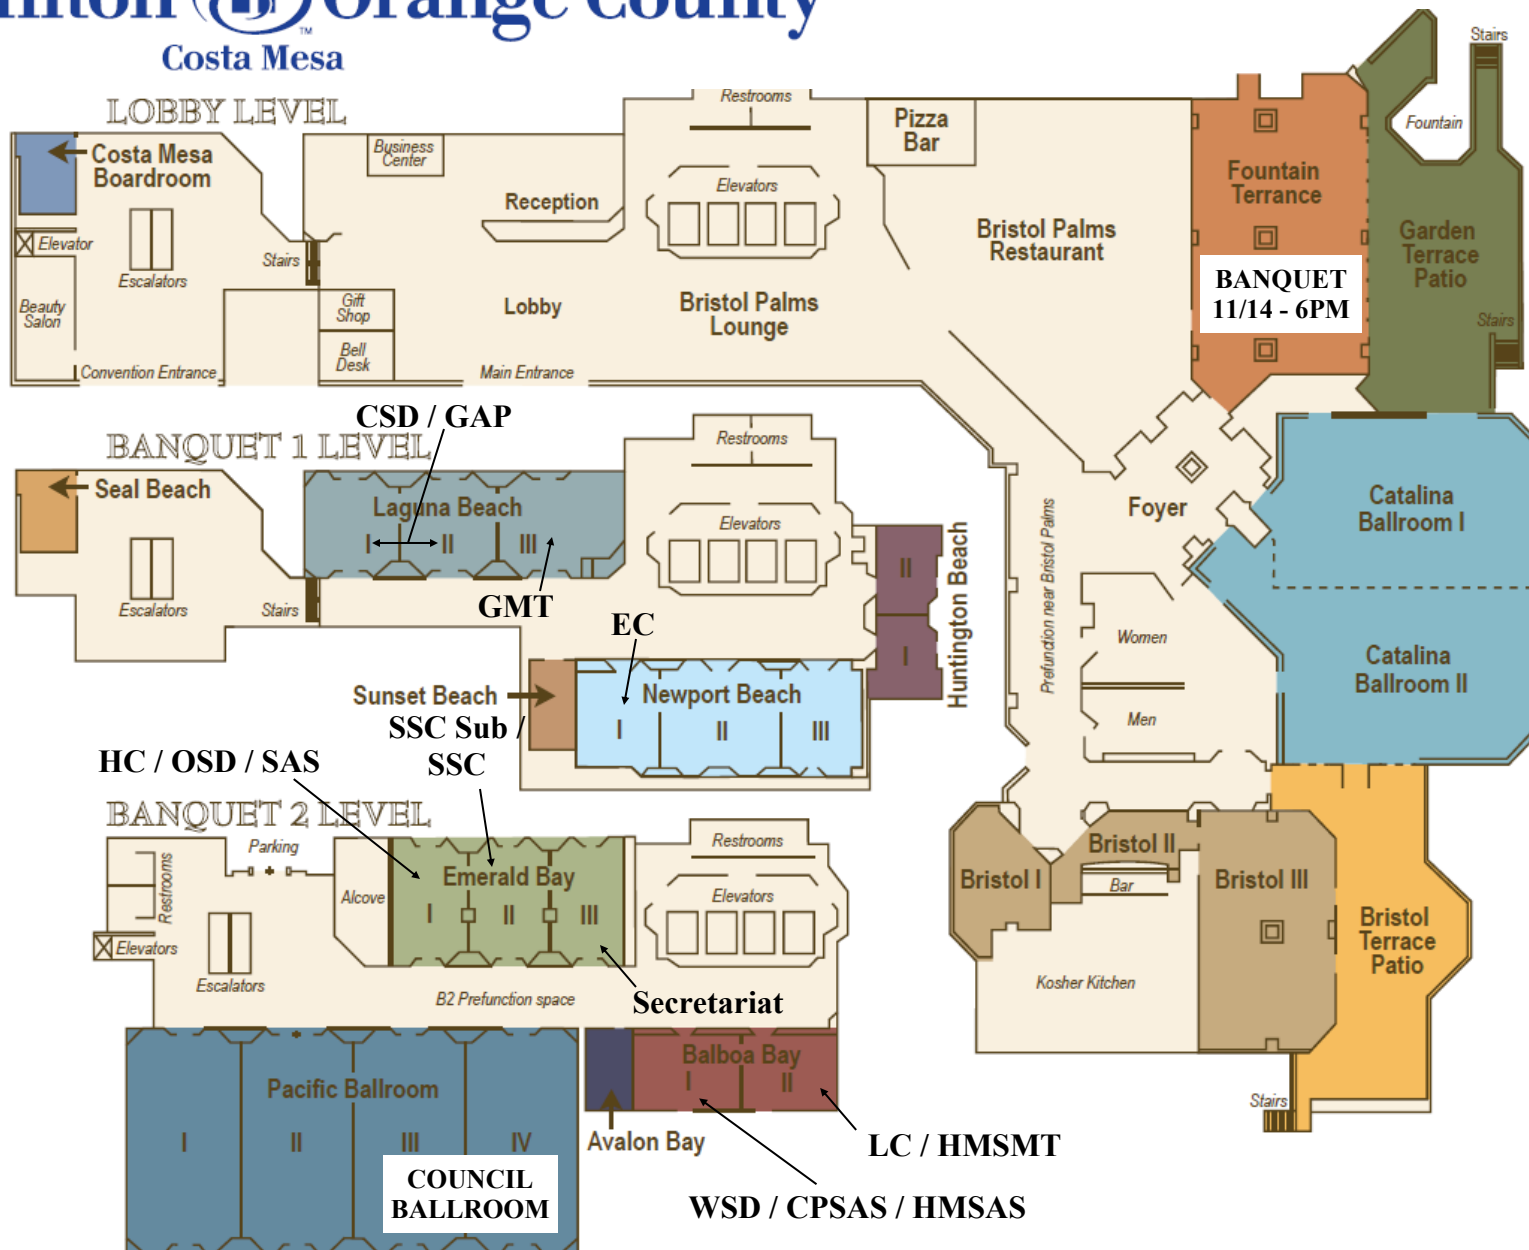 Orange County
™
Costa Mesa
LOBBY LEVEL
Costa Mesa
Boardroom
Elevator
Escalators
Beauty
Salon
Convention Entrance
Stairs
Business
Center
Reception
Gift
Shop
Bell
Desk
Lobby
Main Entrance
Restrooms
Elevators
Bristol Palms
Lounge
Pizza
Bar
Bristol Palms
Restaurant
Fountain
Terrance
BANQUET
11/14 - 6PM
Stairs
Fountain
Garden
Terrace
Patio
Stairs
CSD / GAP
BANQUET 1 LEVEL
Seal Beach
Escalators
Stairs
Laguna Beach
I
II
III
GMT
Restrooms
Elevators
EC
Sunset Beach
Newport Beach
I
II
III
Huntington Beach
II
I
Prefunction near Bristol Palms
Foyer
Women
Men
Catalina
Ballroom I
Catalina
Ballroom II
SSC Sub /
SSC
HC / OSD / SAS
BANQUET 2 LEVEL
Parking
Restrooms
Elevators
Escalators
Alcove
Emerald Bay
I
II
III
B2 Prefunction space
Secretariat
Restrooms
Elevators
Bristol I
Bristol II
Bar
Bristol III
Kosher Kitchen
Bristol
Terrace
Patio
Stairs
Pacific Ballroom
I
II
III
IV
COUNCIL
BALLROOM
Avalon Bay
Balboa Bay
I
II
LC / HMSMT
WSD / CPSAS / HMSAS